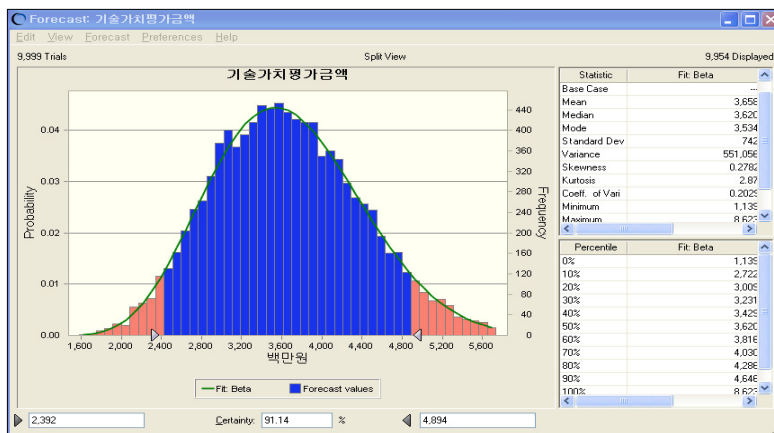 Forecast: 기술가치평가금액
Edit View Forecast Preferences Help
9,999 Trials Split View 9,954 Displayed
기술가치평가금액
Probability
0.04
0.03
0.02
0.01
0.00
Frequency
440
400
360
320
280
240
200
160
120
80
40
0
1,600 2,000 2,400 2,800 3,200 3,600 4,000 4,400 4,800 5,200 5,600
백만원
Fit: Beta Forecast values
Statistic Fit: Beta
Base Case ---
Mean 3,658
Median 3,620
Mode 3,534
Standard Dev 742
Variance 551,056
Skewness 0.2782
Kurtosis 2.87
Coeff. of Vari 0.2029
Minimum 1,139
Maximum 8,623
Percentile Fit: Beta
0% 1,139
10% 2,722
20% 3,009
30% 3,231
40% 3,429
50% 3,620
60% 3,816
70% 4,030
80% 4,286
90% 4,646
100% 8,623
2,392 Certainty: 91.14 % 4,894